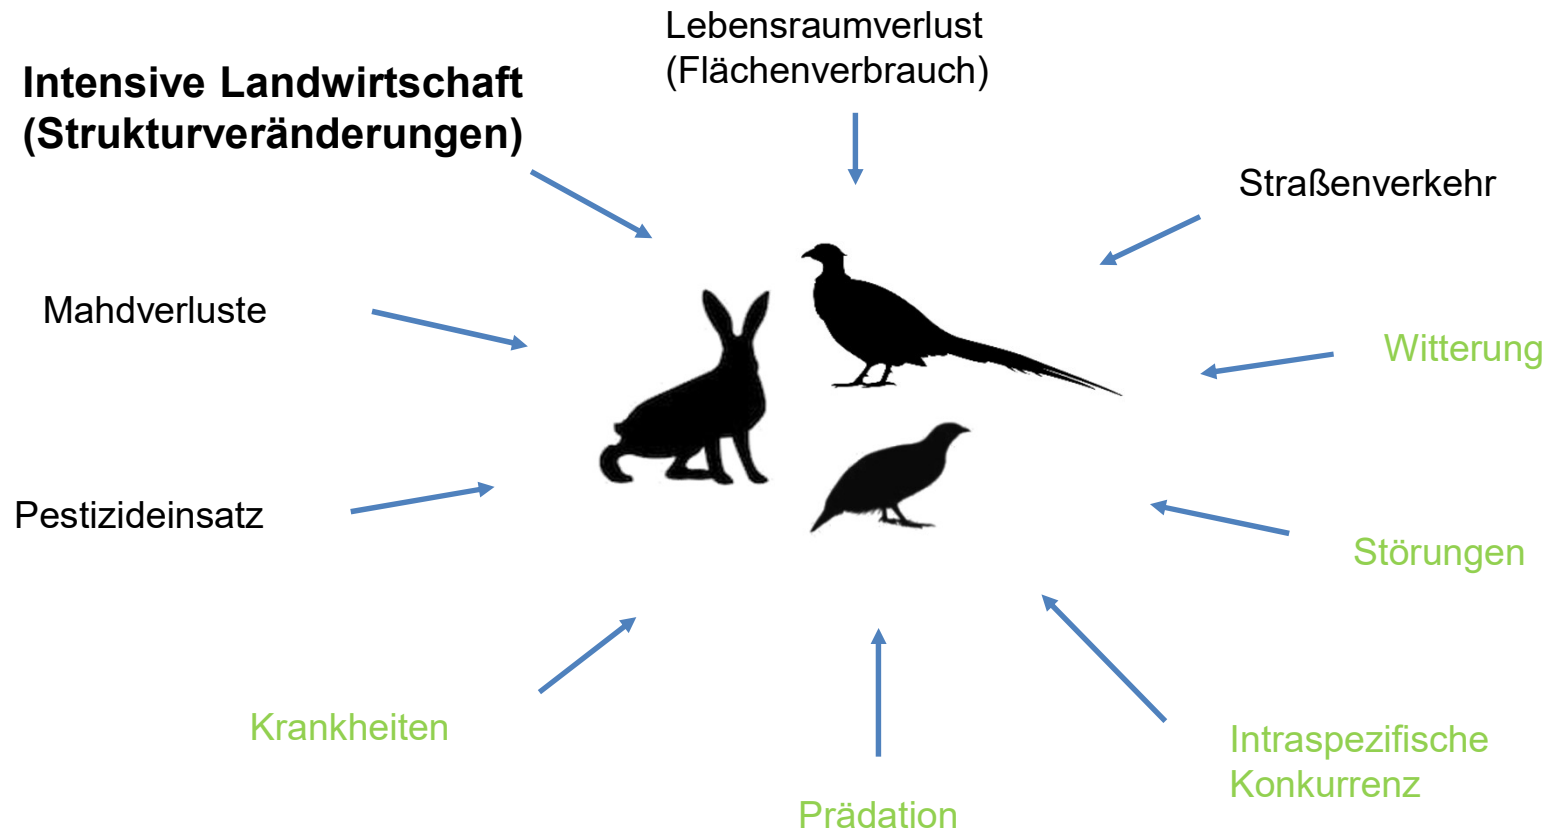 Lebensraumverlust
(Flächenverbrauch)
Intensive Landwirtschaft
(Strukturveränderungen)
Straßenverkehr
Mahdverluste
Witterung
Pestizideinsatz
Störungen
Krankheiten
Intraspezifische
Konkurrenz
Prädation